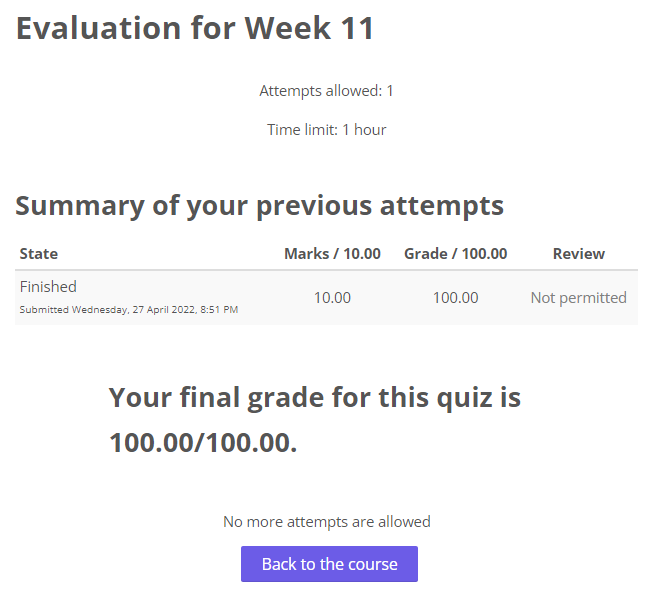 Evaluation for Week 11
Attempts allowed: 1
Time limit: 1 hour
Summary of your previous attempts
State Marks / 10.00 Grade / 100.00 Review
Finished
Submitted Wednesday, 27 April 2022, 8:51 PM
10.00 100.00 Not permitted
Your final grade for this quiz is
100.00/100.00.
No more attempts are allowed
Back to the course